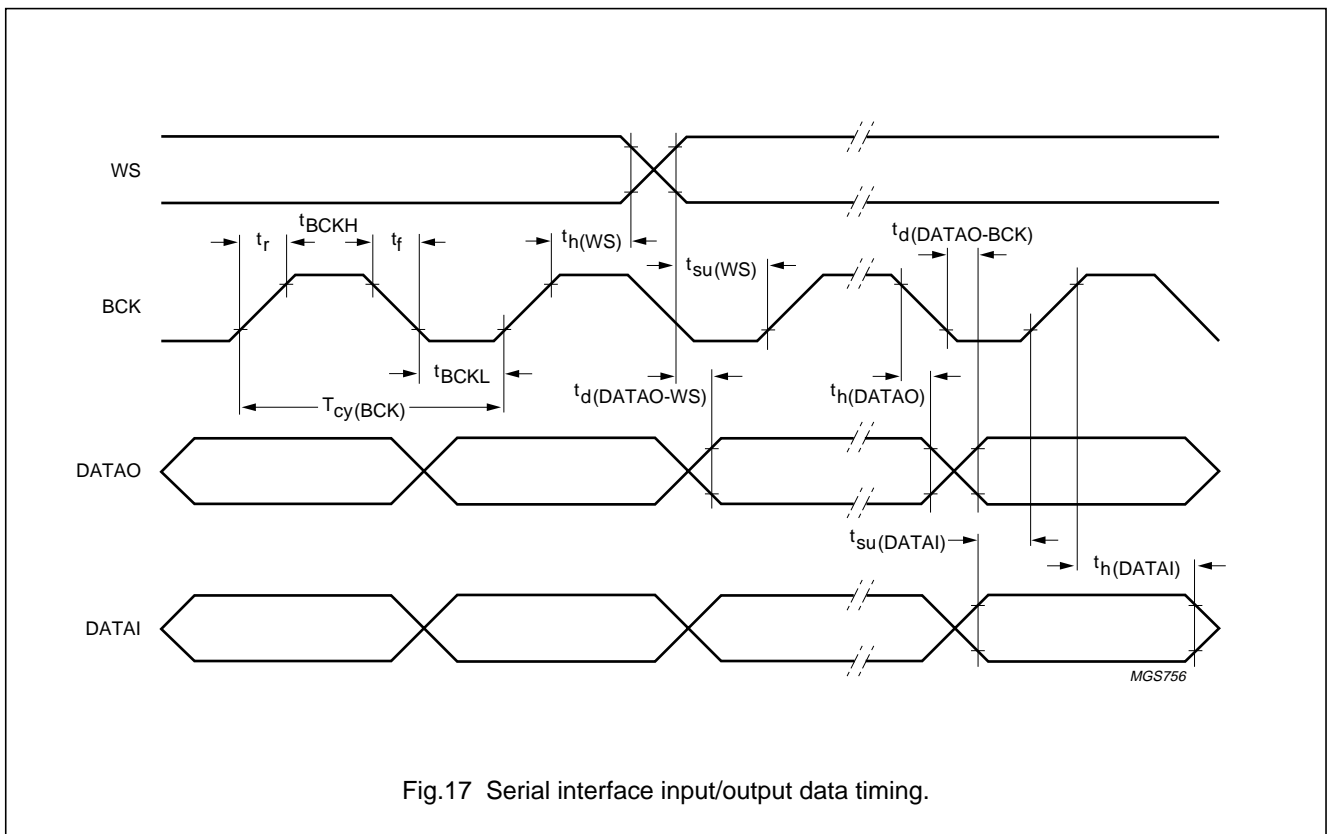 WS
tr
tBCKH
tf
th(WS)
tsu(WS)
td(DATAO-BCK)
BCK
tBCKL
Tcy(BCK)
td(DATAO-WS)
th(DATAO)
DATAO
tsu(DATAI)
th(DATAI)
DATAI
MGS756
Fig.17 Serial interface input/output data timing.